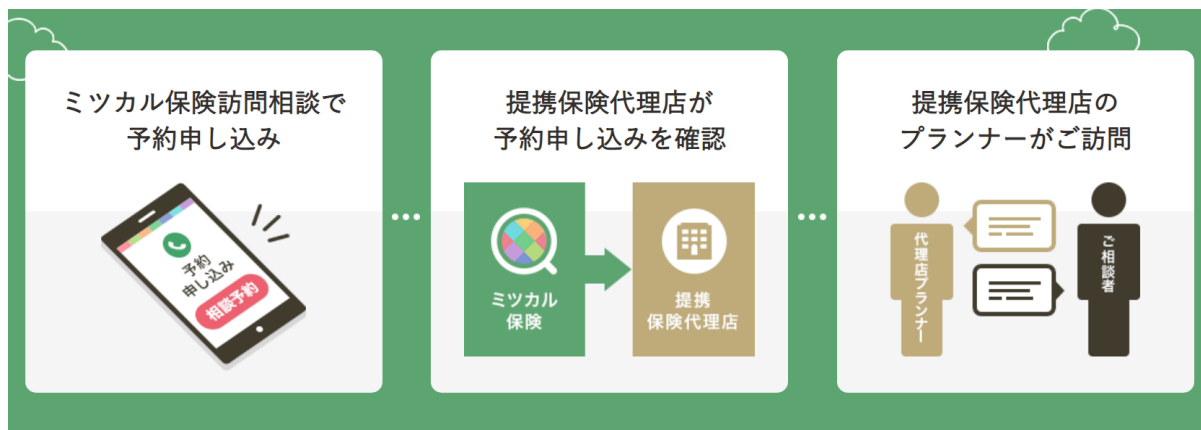 ミツカル保険訪問相談で
予約申し込み
予約
申し込み
相談予約
提携保険代理店が
予約申し込みを確認
ミツカル
保険
提携
保険代理店
提携保険代理店の
プランナーがご訪問
代理店プランナー
ご相談者